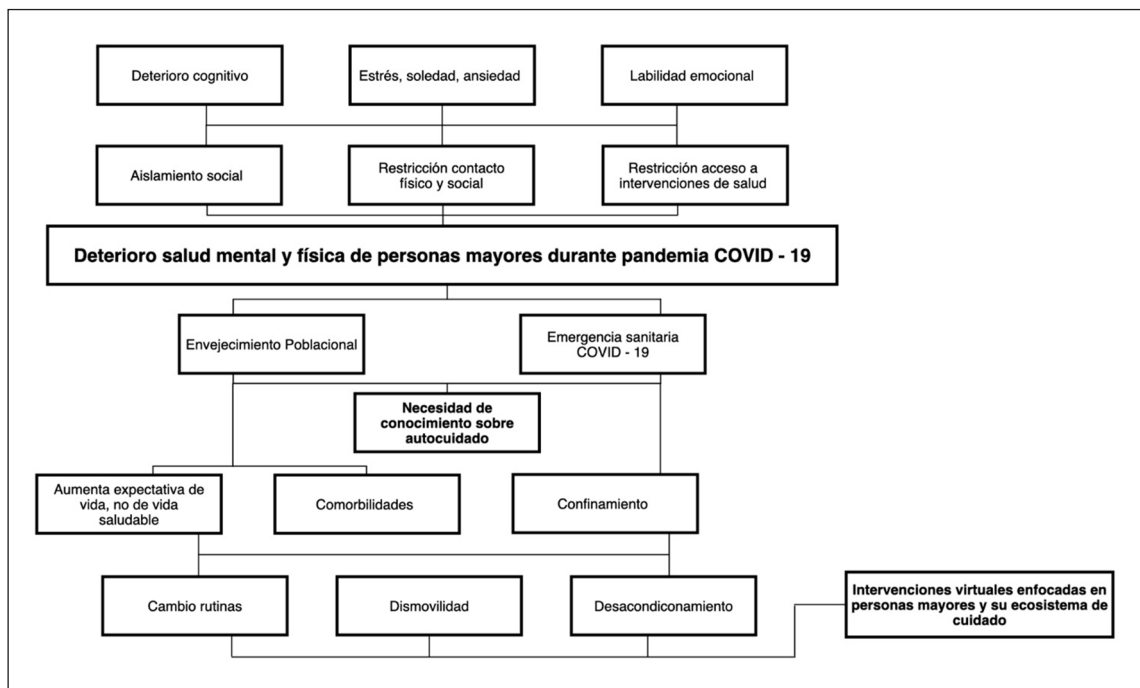 Deterioro cognitivo
Estrés, soledad, ansiedad
Labilidad emocional
Aislamiento social
Restricción contacto
físico y social
Restricción acceso a
intervenciones de salud
Deterioro salud mental y física de personas mayores durante pandemia COVID - 19
Envejecimiento Poblacional
Emergencia sanitaria
COVID - 19
Necesidad de
conocimiento sobre
autocuidado
Aumenta expectativa de
vida, no de vida
saludable
Comorbilidades
Confinamiento
Cambio rutinas
Dismovilidad
Desacondiconamiento
Intervenciones virtuales enfocadas en
personas mayores y su ecosistema de
cuidado